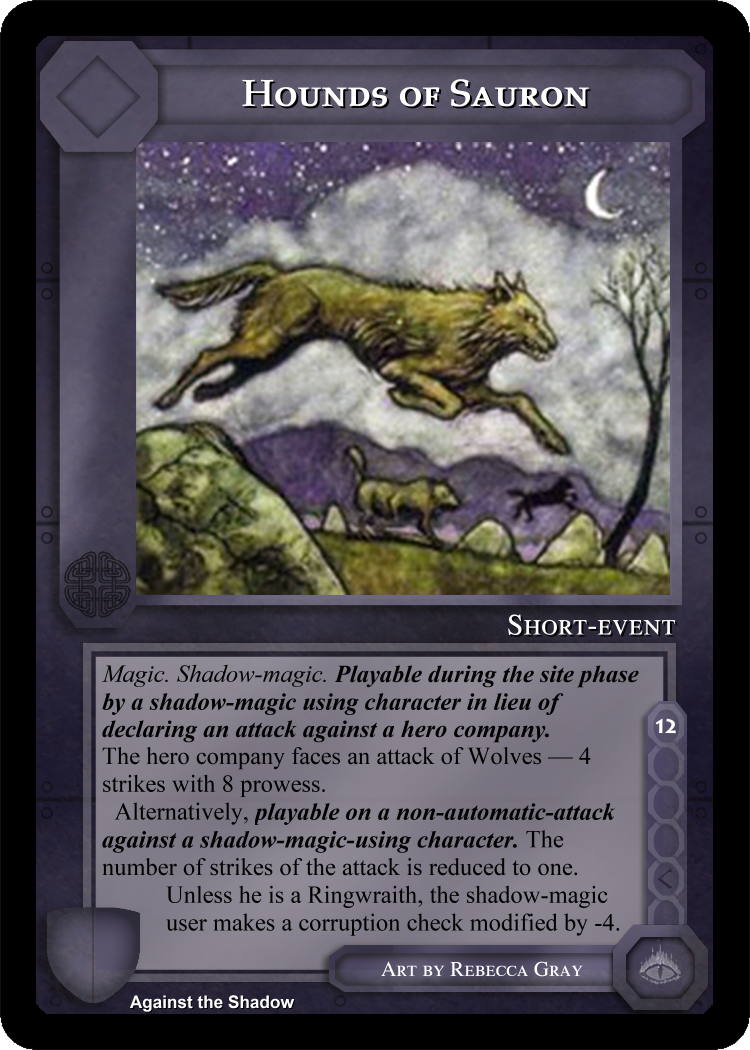 Hounds of Sauron
Short-event
Magic. Shadow-magic. Playable during the site phase
by a shadow-magic using character in lieu of
declaring an attack against a hero company.
The hero company faces an attack of Wolves — 4
strikes with 8 prowess.
Alternatively, playable on a non-automatic-attack
against a shadow-magic-using character. The
number of strikes of the attack is reduced to one.
Unless he is a Ringwraith, the shadow-magic
user makes a corruption check modified by -4.
12
Art by Rebecca Gray
Against the Shadow